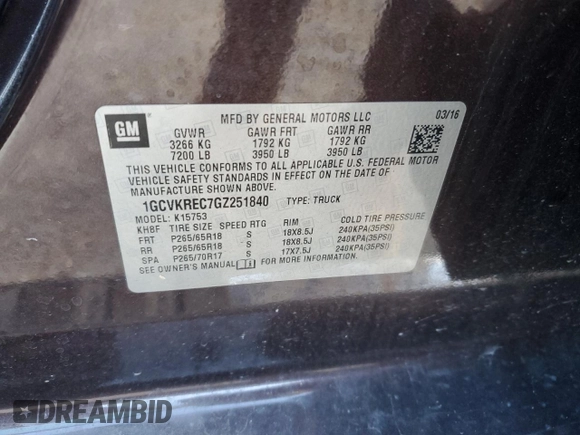 GM
MFD BY GENERAL MOTORS LLC 03/16
GVWR GAWR FRT GAWR RR
3266 KG 1792 KG 1792 KG
7200 LB 3950 LB 3950 LB
THIS VEHICLE CONFORMS TO ALL APPLICABLE U.S. FEDERAL MOTOR
VEHICLE SAFETY STANDARDS IN EFFECT ON THE DATE OF
MANUFACTURE SHOWN ABOVE.
1GCVKREC7GZ251840 TYPE: TRUCK
MODEL: K15753
KH8F TIRE SIZE SPEED RTG RIM COLD TIRE PRESSURE
FRT P265/65R18 S 18X8.5J 240KPA(35PSI)
RR P265/65R18 S 18X8.5J 240KPA(35PSI)
SPA P265/70R17 S 17X7.5J 240KPA(35PSI)
SEE OWNER'S MANUAL FOR MORE INFORMATION.
DREAMBID